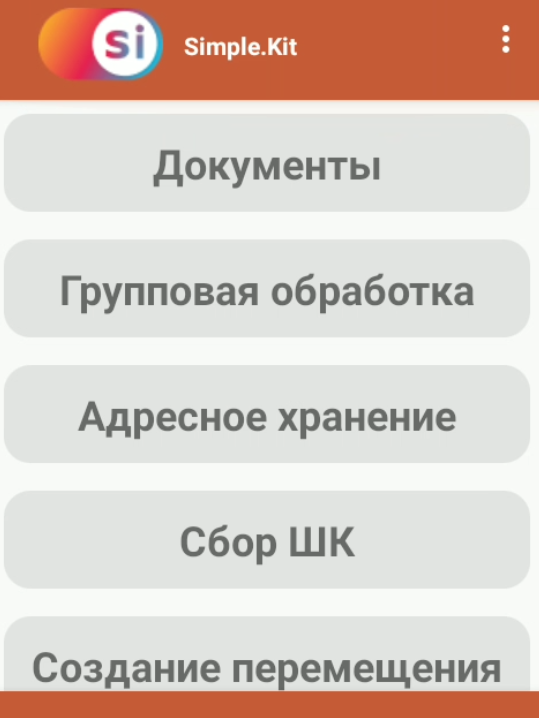 Si
Simple.Kit
Документы
Групповая обработка
Адресное хранение
Сбор ШК
Создание перемещения